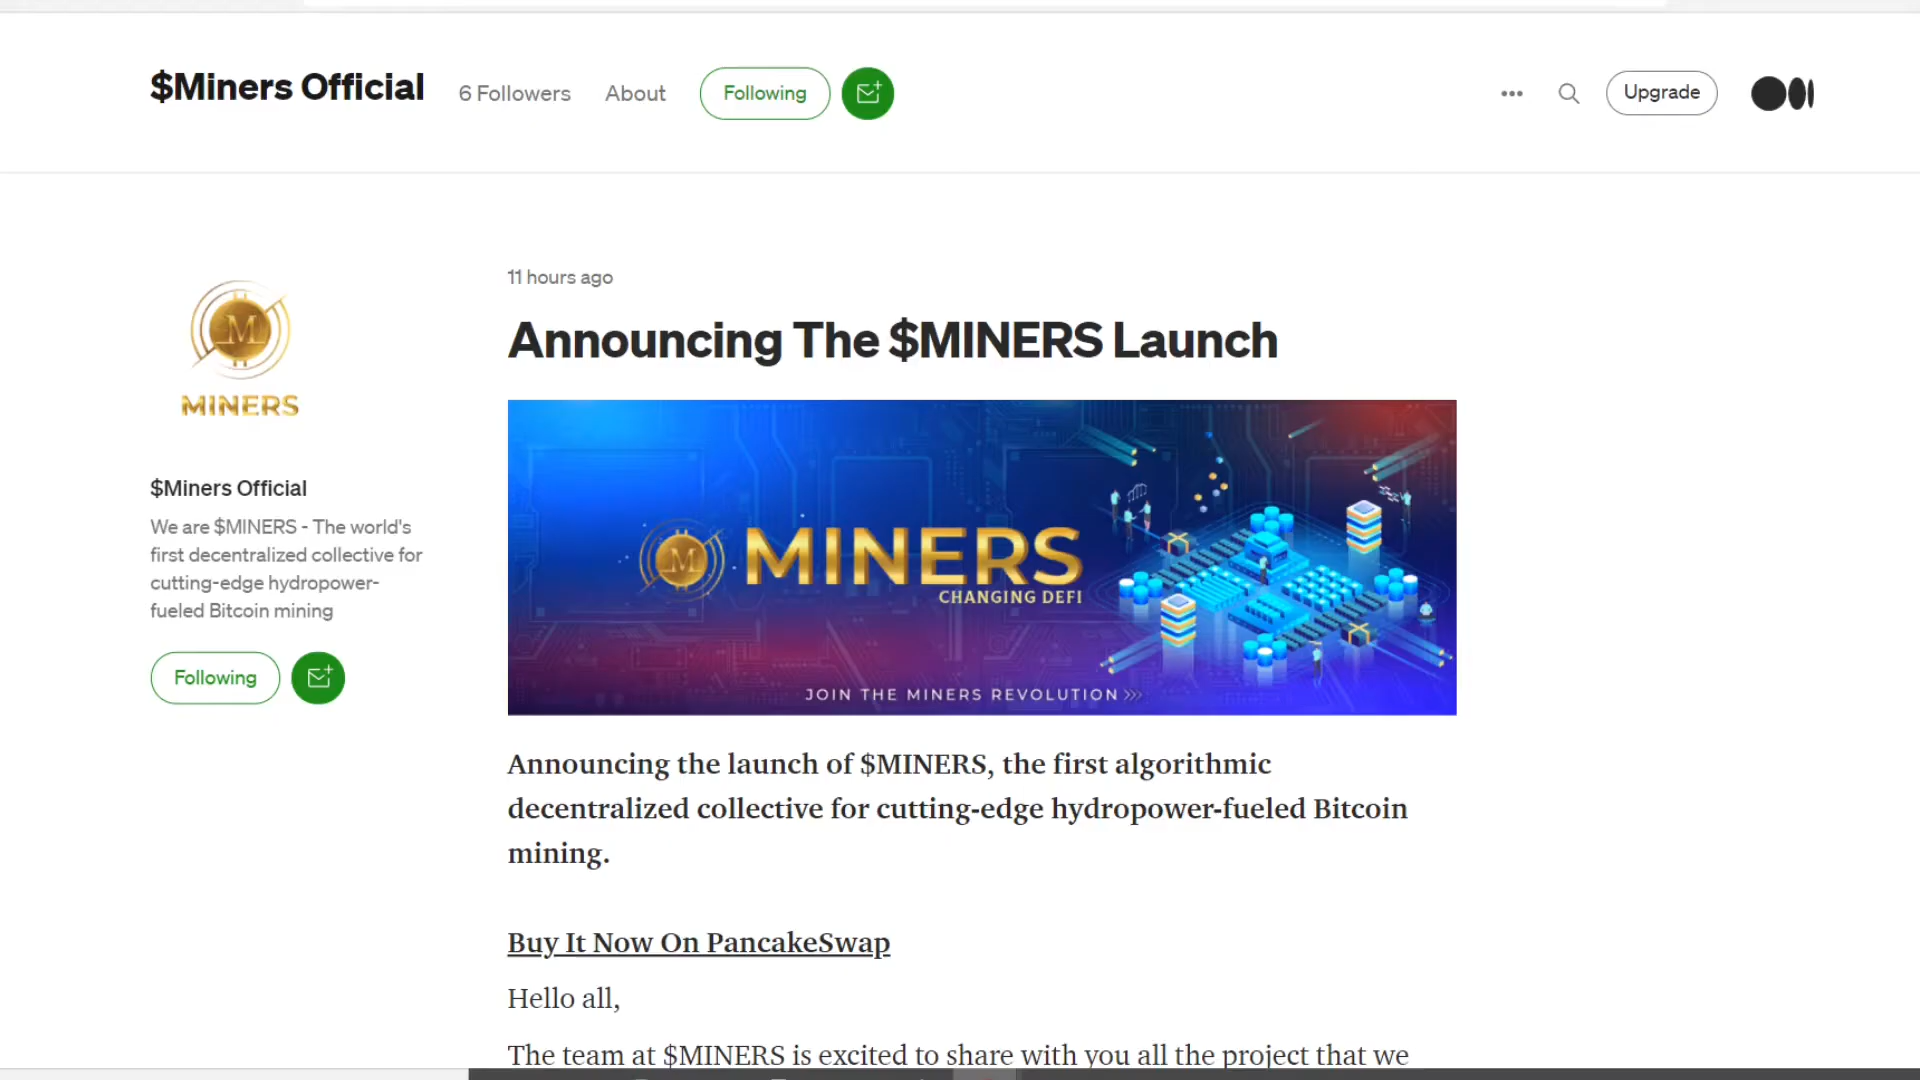 $Miners Official
6 Followers
About
Following
Upgrade
MINERS
$Miners Official
We are $MINERS - The world's
first decentralized collective for
cutting-edge hydropower-
fueled Bitcoin mining
Following
11 hours ago
Announcing The $MINERS Launch
M MINERS
CHANGING DEFI
JOIN THE MINERS REVOLUTION >>>
Announcing the launch of $MINERS, the first algorithmic
decentralized collective for cutting-edge hydropower-fueled Bitcoin
mining.
Buy It Now On PancakeSwap
Hello all,
The team at $MINERS is excited to share with you all the project that we